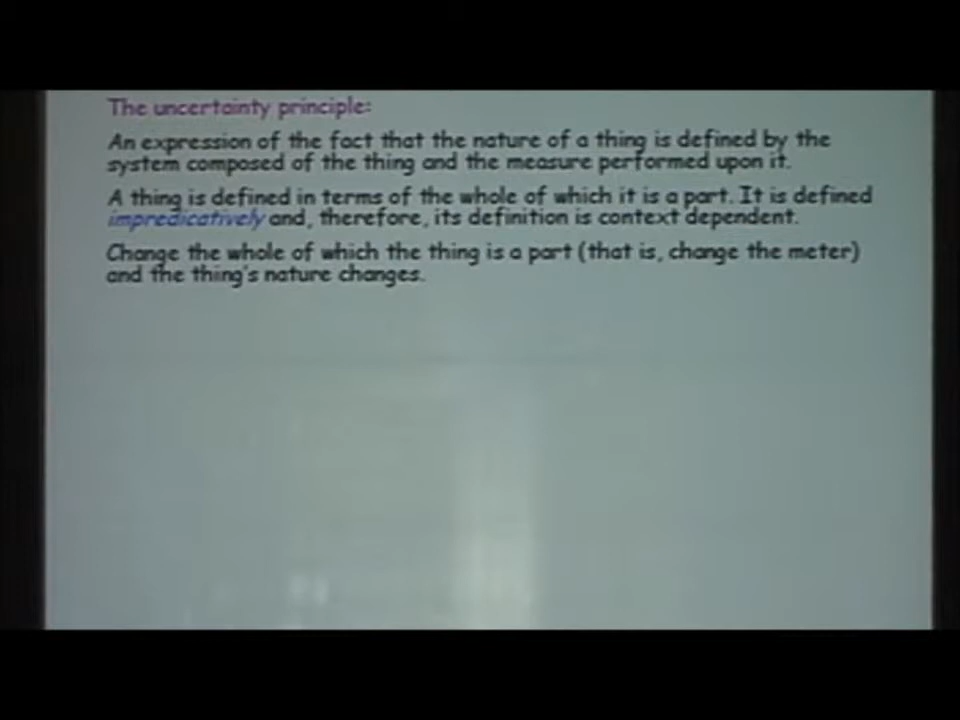 The uncertainty principle:
An expression of the fact that the nature of a thing is defined by the
system composed of the thing and the measure performed upon it.
A thing is defined in terms of the whole of which it is a part. It is defined
impredicatively and, therefore, its definition is context dependent.
Change the whole of which the thing is a part (that is, change the meter)
and the thing's nature changes.